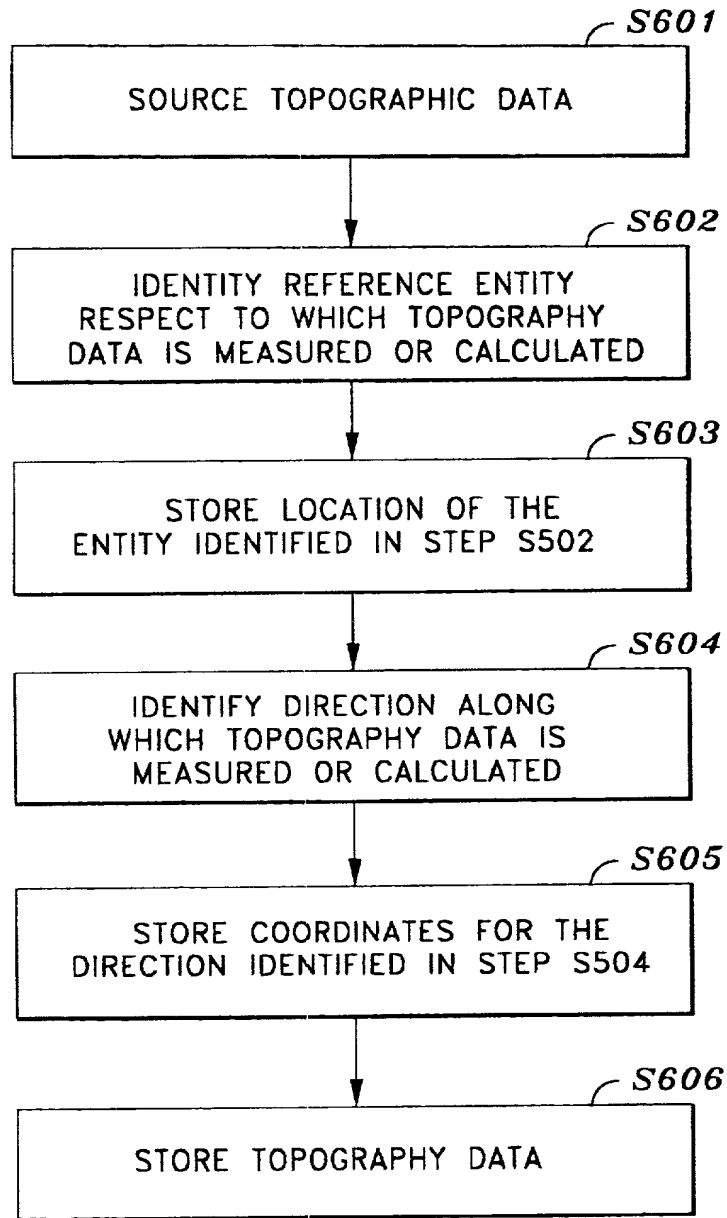 S601
SOURCE TOPOGRAPHIC DATA
S602
IDENTITY REFERENCE ENTITY
RESPECT TO WHICH TOPOGRAPHY
DATA IS MEASURED OR CALCULATED
S603
STORE LOCATION OF THE
ENTITY IDENTIFIED IN STEP S502
S604
IDENTIFY DIRECTION ALONG
WHICH TOPOGRAPHY DATA IS
MEASURED OR CALCULATED
S605
STORE COORDINATES FOR THE
DIRECTION IDENTIFIED IN STEP S504
S606
STORE TOPOGRAPHY DATA